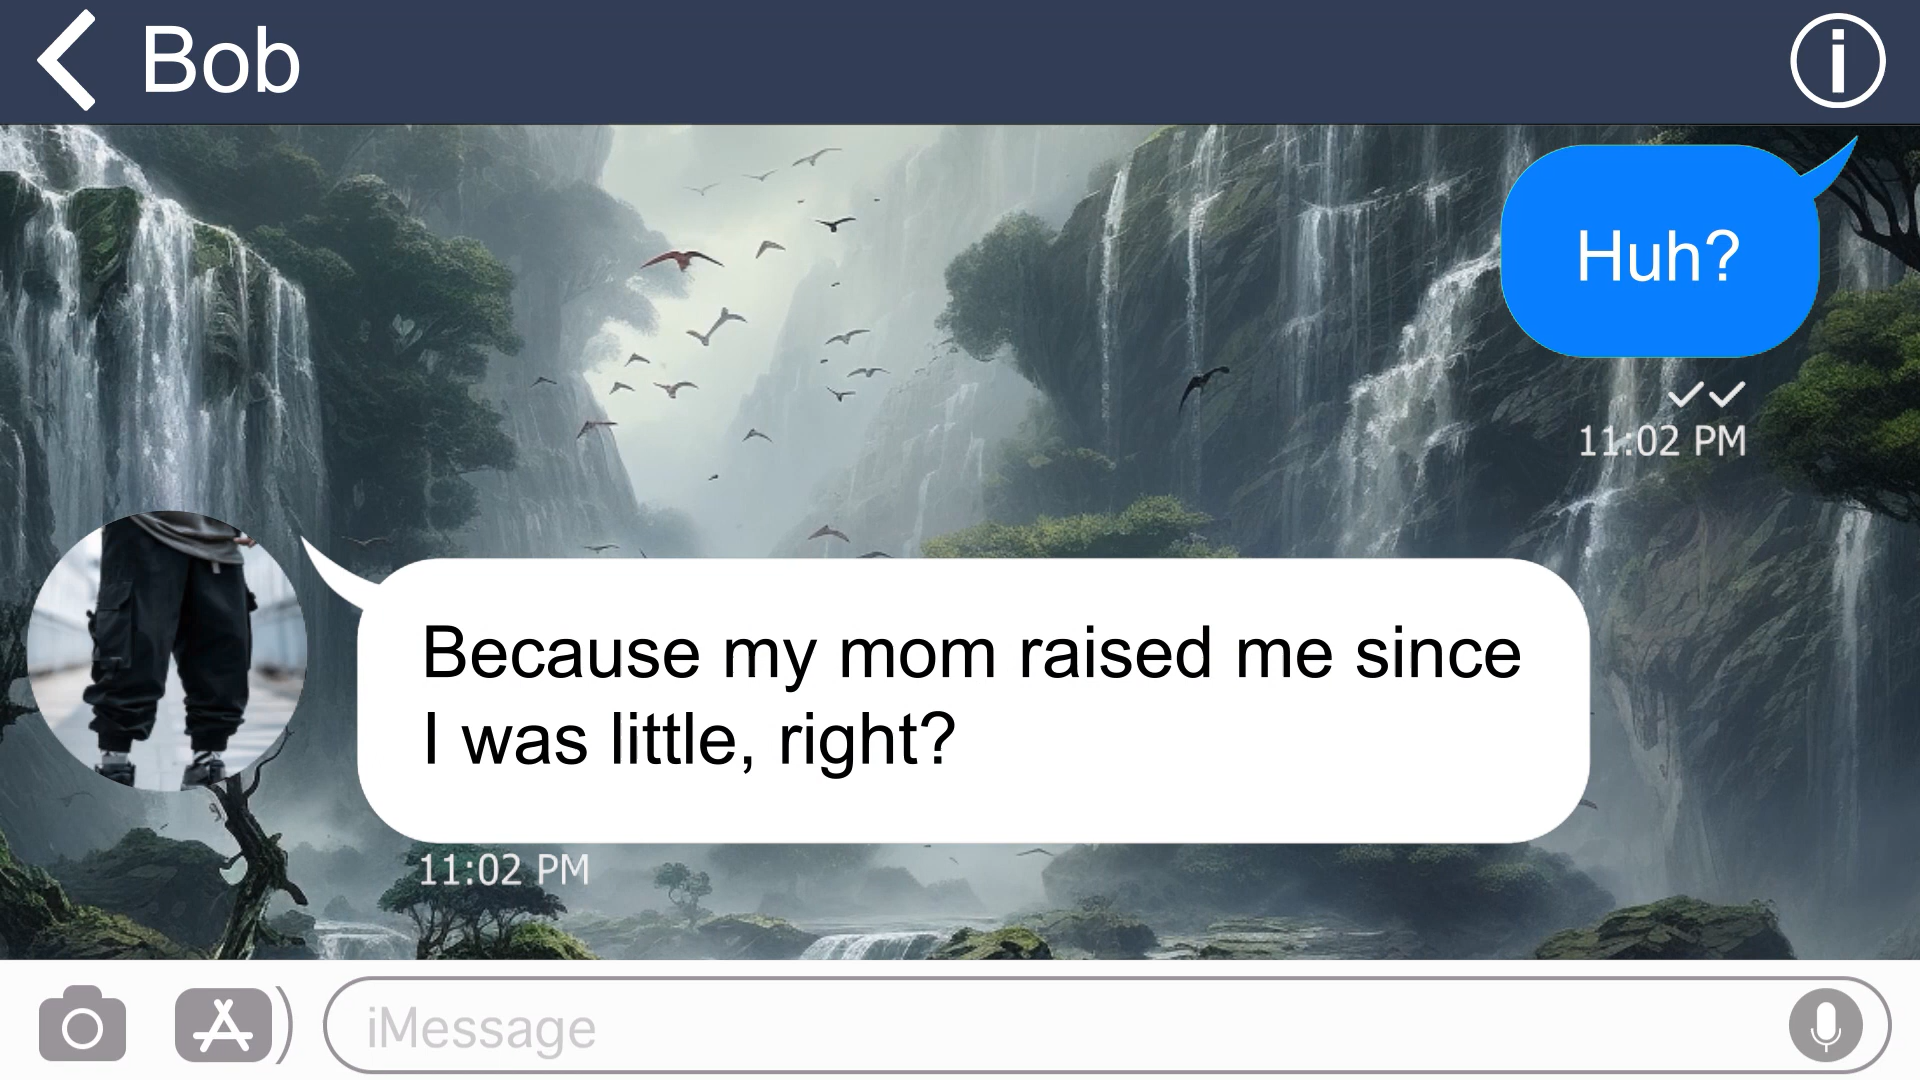 Bob
Huh?
11:02 PM
Because my mom raised me since
I was little, right?
11:02 PM
iMessage